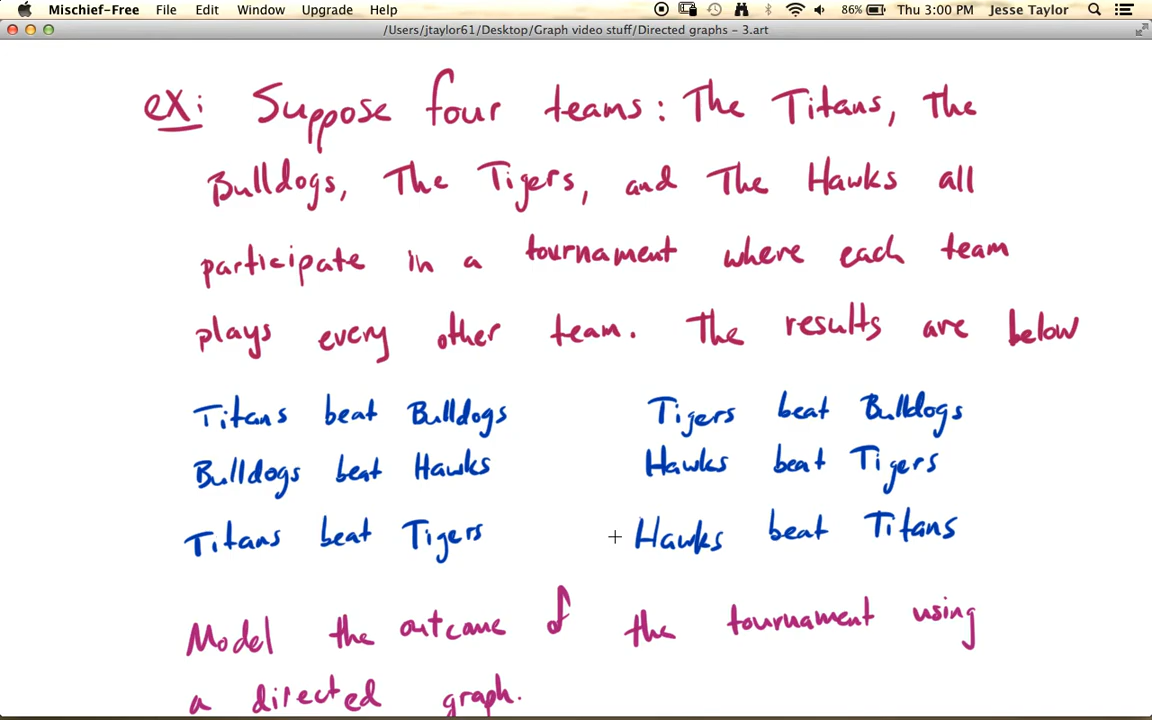 Mischief-Free File Edit Window Upgrade Help 86% Thu 3:00 PM Jesse Taylor
/Users/jtaylor61/Desktop/Graph video stuff/Directed graphs - 3.art
ex: Suppose four teams: The Titans, the
Bulldogs, The Tigers, and The Hawks all
participate in a tournament where each team
plays every other team. The results are below
Titans beat Bulldogs Tigers beat Bulldogs
Bulldogs beat Hawks Hawks beat Tigers
Titans beat Tigers Hawks beat Titans
Model the outcome of the tournament using
a directed graph.